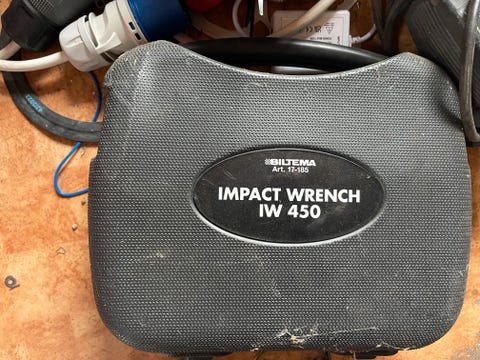 BILTEMA
Art. 17-185
IMPACT WRENCH
IW 450